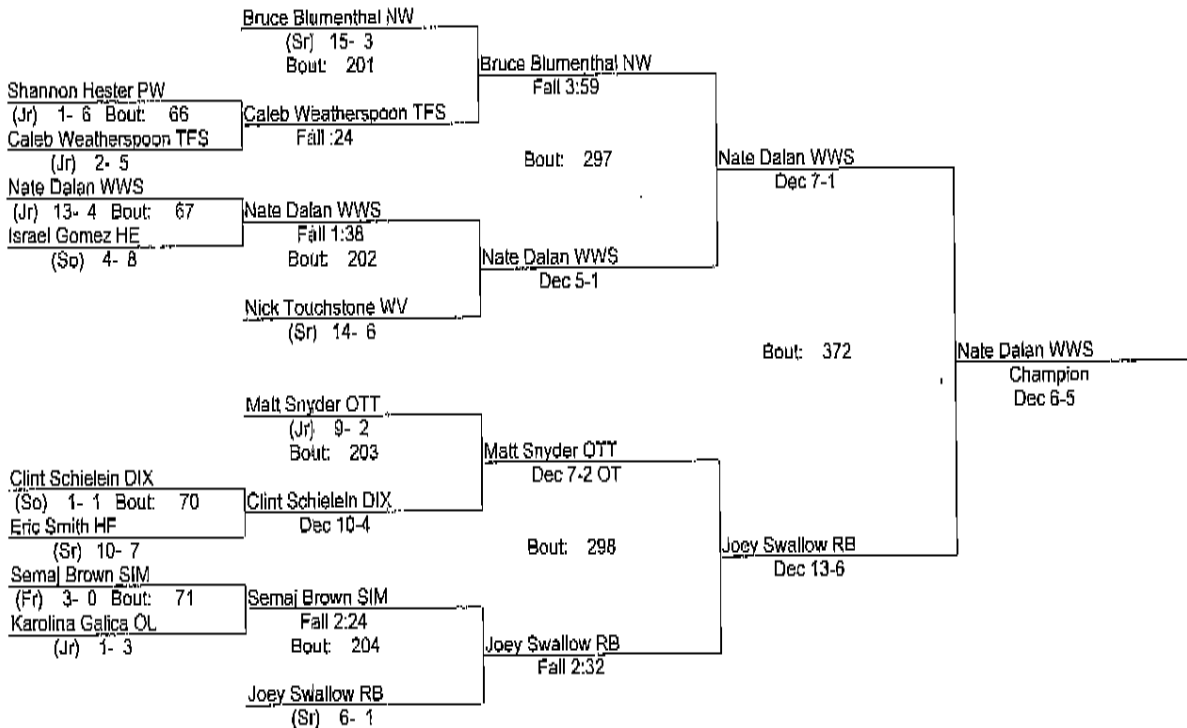 Bruce Blumenthal NW
(Sr) 15- 3
Bout: 201
Bruce Blumenthal NW
Fall 3:59
Shannon Hester PW
(Jr) 1- 6 Bout: 66
Caleb Weatherspoon TFS
Fall :24
Caleb Weatherspoon TFS
(Jr) 2- 5
Bout: 297
Nate Dalan WWS
Dec 7-1
Nate Dalan WWS
(Jr) 13- 4 Bout: 67
Nate Dalan WWS
Fall 1:38
Israel Gomez HE
(So) 4- 8
Bout: 202
Nate Dalan WWS
Dec 5-1
Nick Touchstone WV
(Sr) 14- 6
Bout: 372
Nate Dalan WWS
Champion
Dec 6-5
Matt Snyder OTT
(Jr) 9- 2
Bout: 203
Matt Snyder OTT
Dec 7-2 OT
Clint Schielein DIX
(So) 1- 1 Bout: 70
Clint Schielein DIX
Dec 10-4
Eric Smith HF
(Sr) 10- 7
Bout: 298
Joey Swallow RB
Dec 13-6
Semaj Brown SIM
(Fr) 3- 0 Bout: 71
Semaj Brown SIM
Fall 2:24
Karolina Galica OL
(Jr) 1- 3
Bout: 204
Joey Swallow RB
Fall 2:32
Joey Swallow RB
(Sr) 6- 1